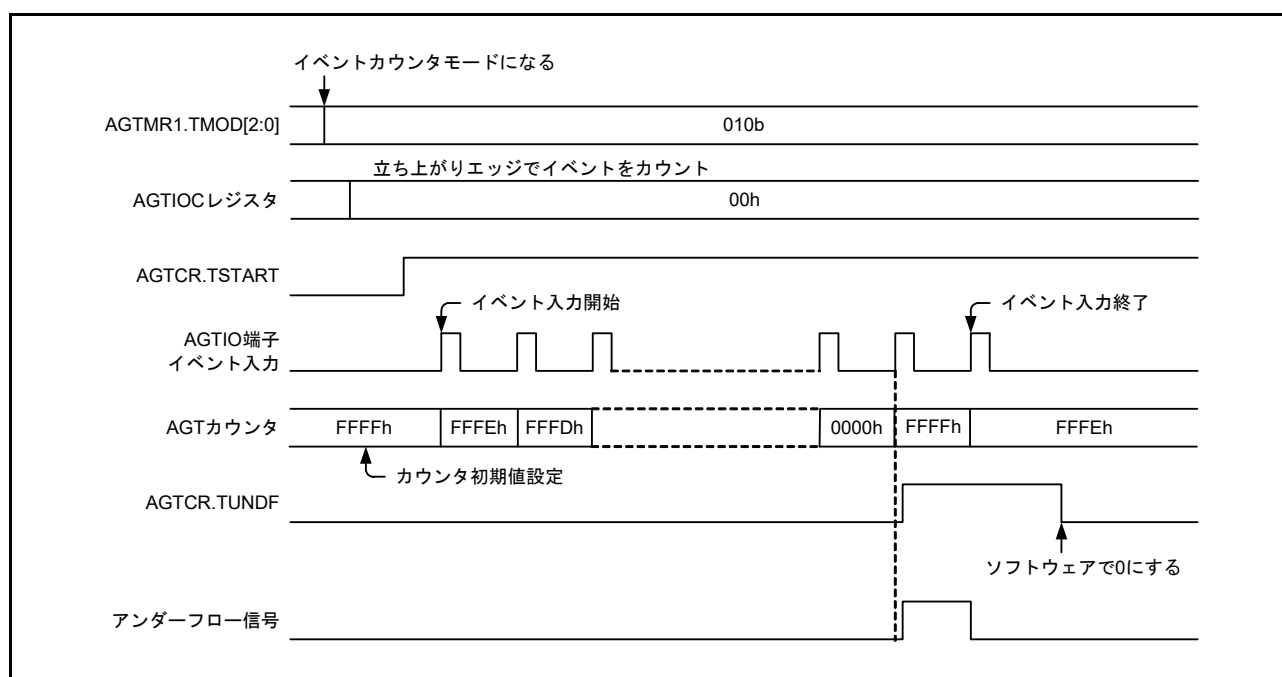 イベントカウンタモードになる
AGTMR1.TMOD[2:0]
010b
立ち上がりエッジでイベントをカウント
AGTIOCレジスタ
00h
AGTCR.TSTART
イベント入力開始
イベント入力終了
AGTIO端子
イベント入力
AGTカウンタ
FFFFh
FFFEh
FFFDh
0000h
FFFFh
FFFEh
カウンタ初期値設定
AGTCR.TUNDF
ソフトウェアで0にする
アンダーフロー信号